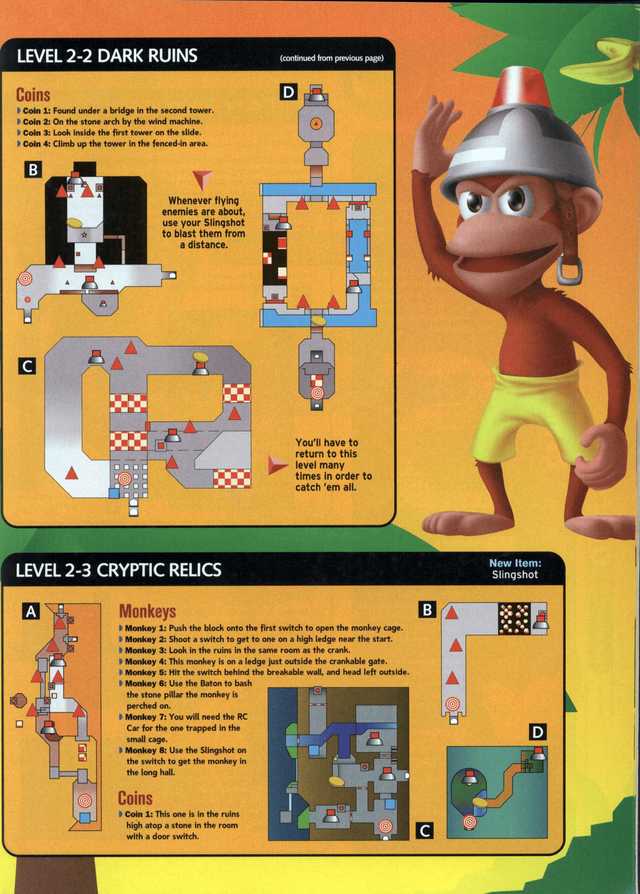 LEVEL 2-2 DARK RUINS
(continued from previous page)
Coins
Coin 1: Found under a bridge in the second tower.
Coin 2: On the stone arch by the wind machine.
Coin 3: Look inside the first tower on the slide.
Coin 4: Climb up the tower in the fenced-in area.
B
D
Whenever flying
enemies are about,
use your Slingshot
to blast them from
a distance.
C
You'll have to
return to this
level many
times in order to
catch 'em all.
LEVEL 2-3 CRYPTIC RELICS
New Item:
Slingshot
A
Monkeys
Monkey 1: Push the block onto the first switch to open the monkey cage.
Monkey 2: Shoot a switch to get to one on a high ledge near the start.
Monkey 3: Look in the ruins in the same room as the crank.
Monkey 4: This monkey is on a ledge just outside the crankable gate.
Monkey 5: Hit the switch behind the breakable wall, and head left outside.
Monkey 6: Use the Baton to bash
the stone pillar the monkey is
perched on.
Monkey 7: You will need the RC
Car for the one trapped in the
small cage.
Monkey 8: Use the Slingshot on
the switch to get the monkey in
the long hall.
Coins
Coin 1: This one is in the ruins
high atop a stone in the room
with a door switch.
B
C
D